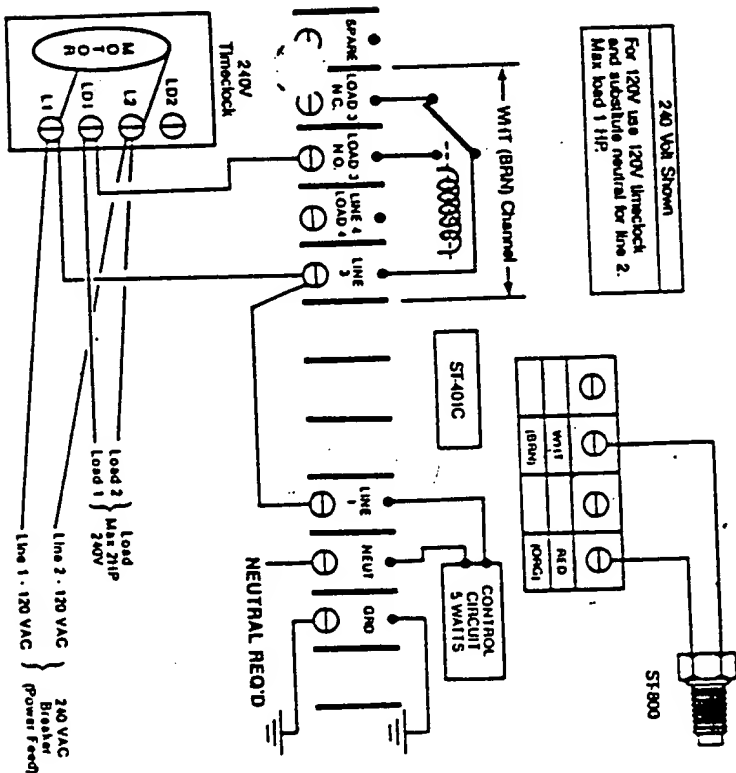 240 Volt Shown
For 120V use 120V timeclock
and substitute neutral for line 2.
Max load 1 HP.
WHT
(BRN)
RED
(ORG)
ST-800
ST-401C
CONTROL
CIRCUIT
5 WATTS
WHT (BRN) Channel
SPARE
LOAD 3
N.C.
LOAD 3
N.O.
LINE 4
LOAD 4
LINE
3
LINE
1
NEUT
GRD
NEUTRAL REQ'D
240V
Timeclock
MOTOR
LD2
L2
LD1
L1
Load 2
Load 1
Load
Max 2HP
240V
Line 2 - 120 VAC
Line 1 - 120 VAC
240 VAC
Breaker
(Power Feed)